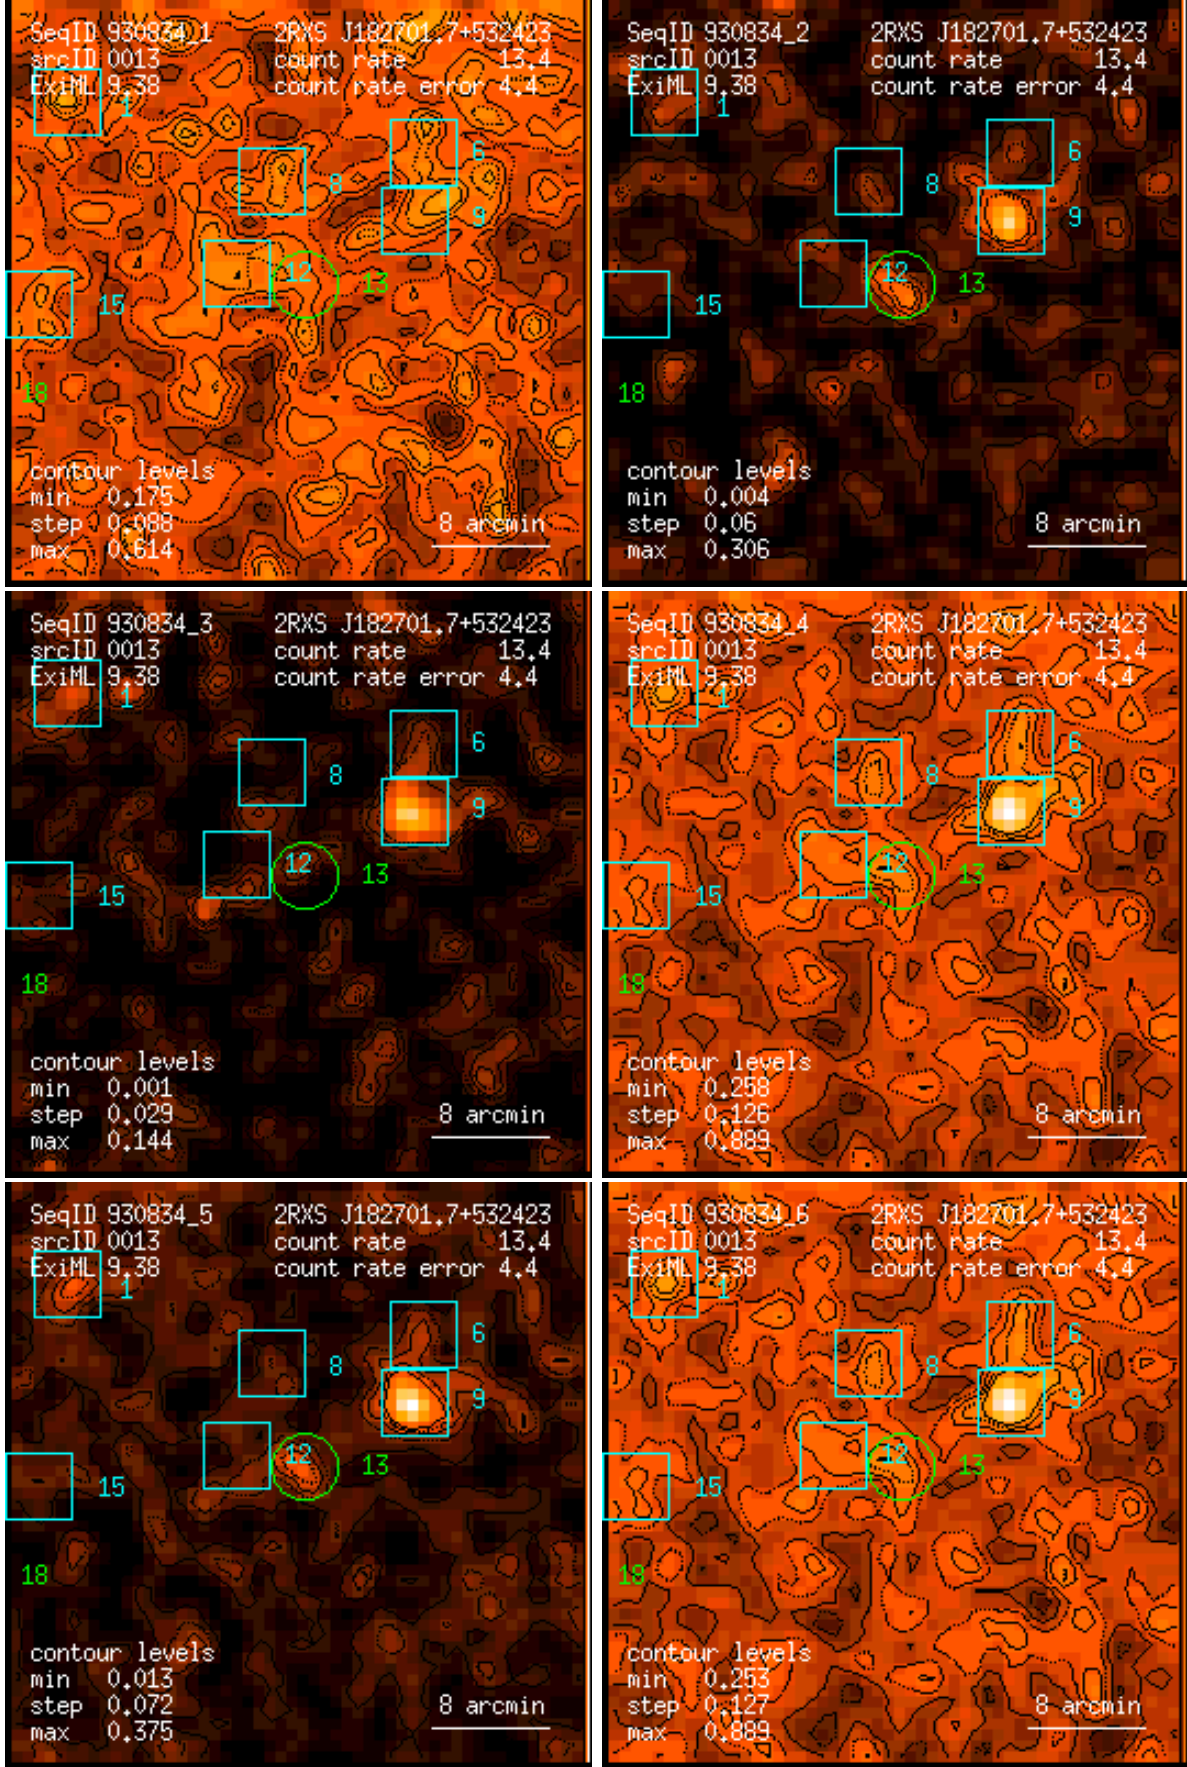 SeqID 930834_1 2RXS J182701.7+532423
srcID 0013 count rate 13.4
ExiML 9.38 count rate error 4.4
1
6
8
9
12
13
15
18
contour levels
min 0.175
step 0.088
max 0.614
8 arcmin
SeqID 930834_2 2RXS J182701.7+532423
srcID 0013 count rate 13.4
ExiML 9.38 count rate error 4.4
1
6
8
9
12
13
15
18
contour levels
min 0.004
step 0.06
max 0.306
8 arcmin
SeqID 930834_3 2RXS J182701.7+532423
srcID 0013 count rate 13.4
ExiML 9.38 count rate error 4.4
1
6
8
9
12
13
15
18
contour levels
min 0.001
step 0.029
max 0.144
8 arcmin
SeqID 930834_4 2RXS J182701.7+532423
srcID 0013 count rate 13.4
ExiML 9.38 count rate error 4.4
1
6
8
9
12
13
15
18
contour levels
min 0.258
step 0.126
max 0.889
8 arcmin
SeqID 930834_5 2RXS J182701.7+532423
srcID 0013 count rate 13.4
ExiML 9.38 count rate error 4.4
1
6
8
9
12
13
15
18
contour levels
min 0.013
step 0.072
max 0.375
8 arcmin
SeqID 930834_6 2RXS J182701.7+532423
srcID 0013 count rate 13.4
ExiML 9.38 count rate error 4.4
1
6
8
9
12
13
15
18
contour levels
min 0.253
step 0.127
max 0.889
8 arcmin